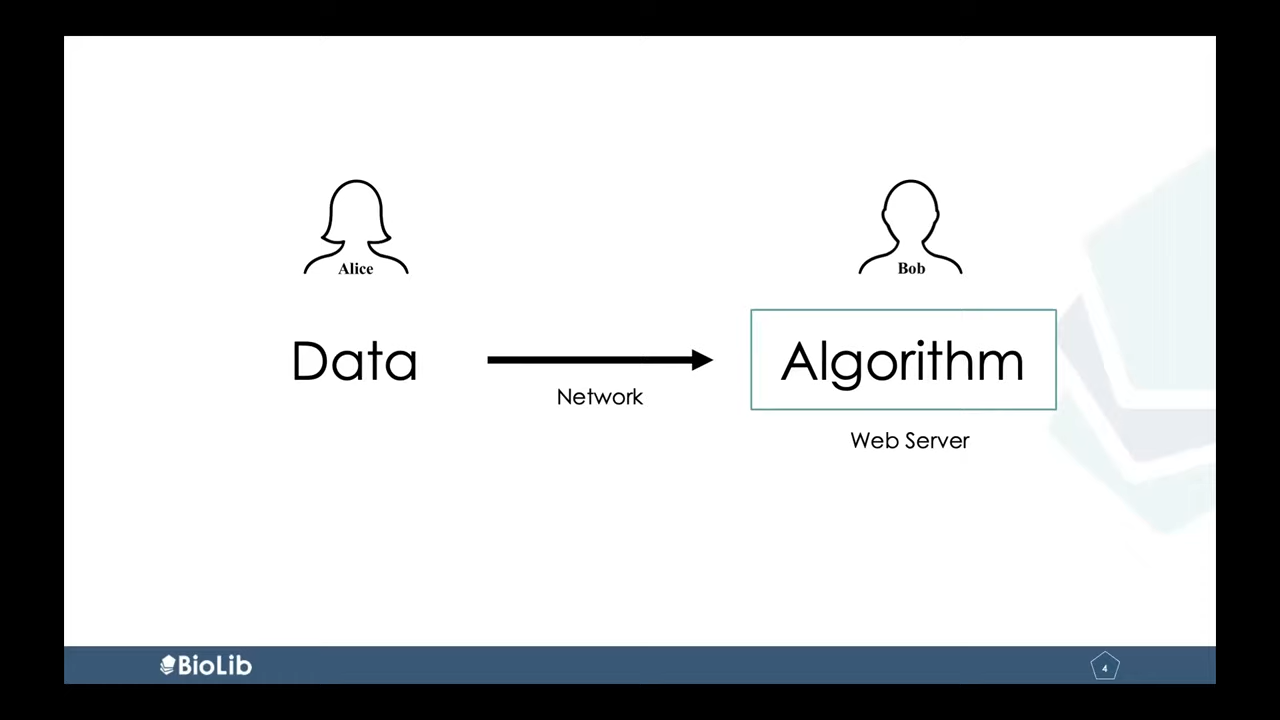 Alice
Bob
Data
Algorithm
Network
Web Server
BioLib
4